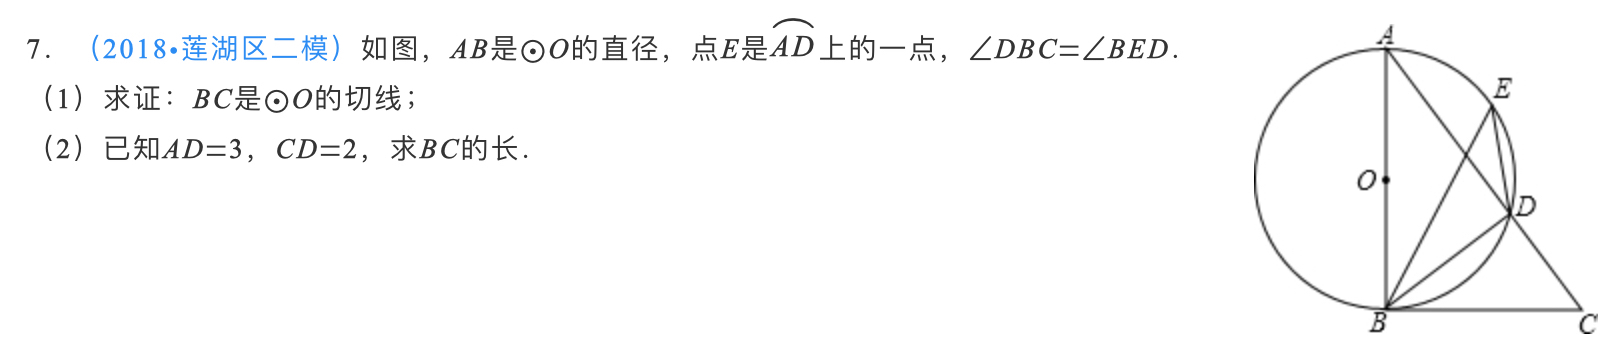 7．（2018•莲湖区二模）如图，AB是⊙O的直径，点E是AD上的一点，∠DBC=∠BED．
（1）求证：BC是⊙O的切线；
（2）已知AD=3，CD=2，求BC的长．
A
E
O
D
B
C